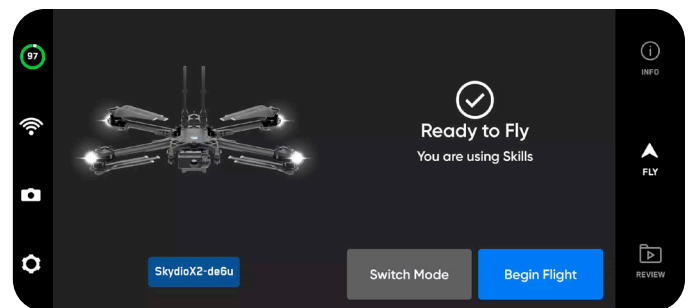 97
INFO
Ready to Fly
You are using Skills
FLY
SkydioX2-de6u
Switch Mode
Begin Flight
REVIEW